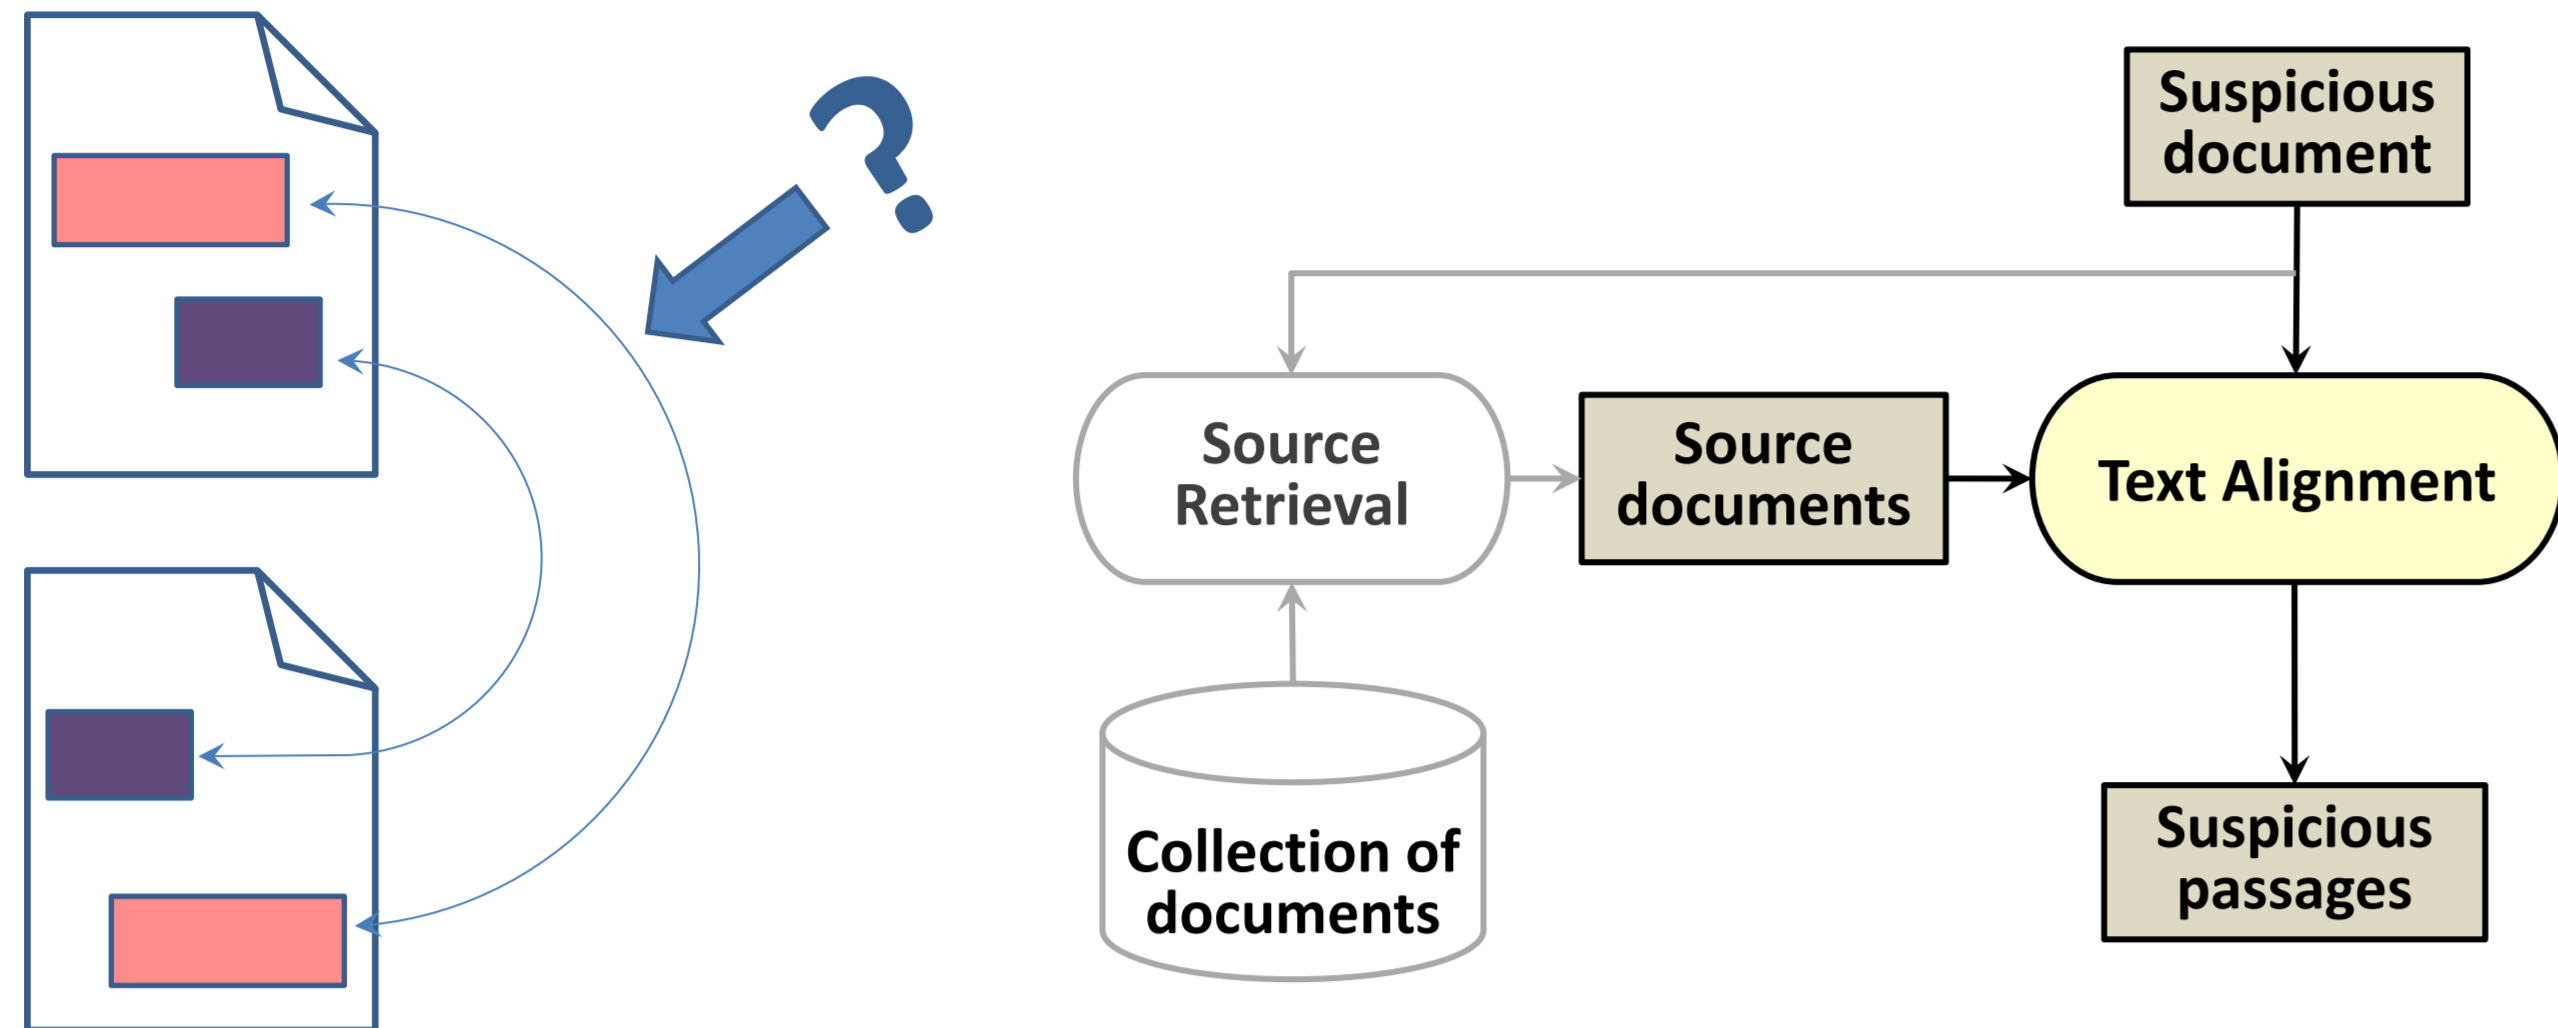 ?
Suspicious
document
Source
Retrieval
Source
documents
Text Alignment
Collection of
documents
Suspicious
passages